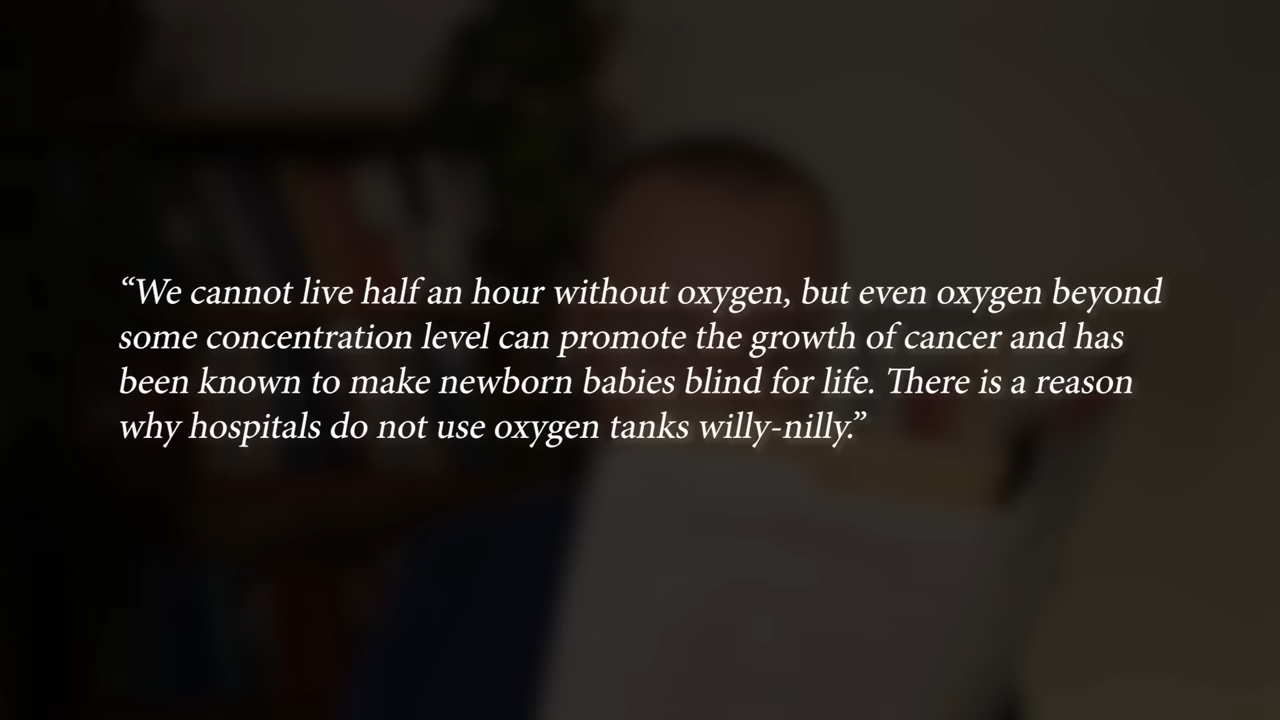 “We cannot live half an hour without oxygen, but even oxygen beyond
some concentration level can promote the growth of cancer and has
been known to make newborn babies blind for life. There is a reason
why hospitals do not use oxygen tanks willy-nilly.”